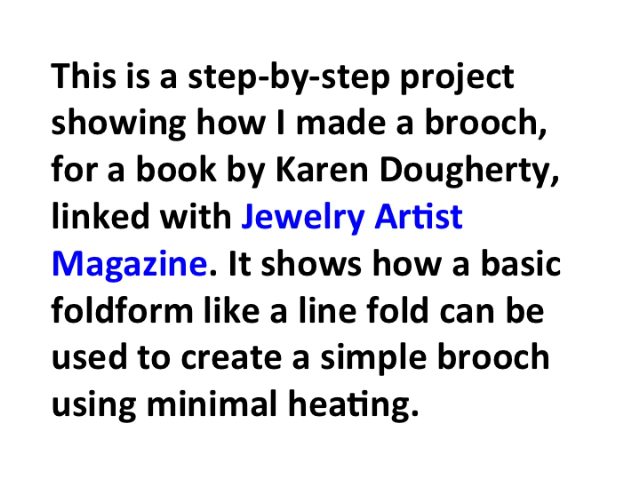 This is a step-by-step project
showing how I made a brooch,
for a book by Karen Dougherty,
linked with Jewelry Artist
Magazine. It shows how a basic
foldform like a line fold can be
used to create a simple brooch
using minimal heating.